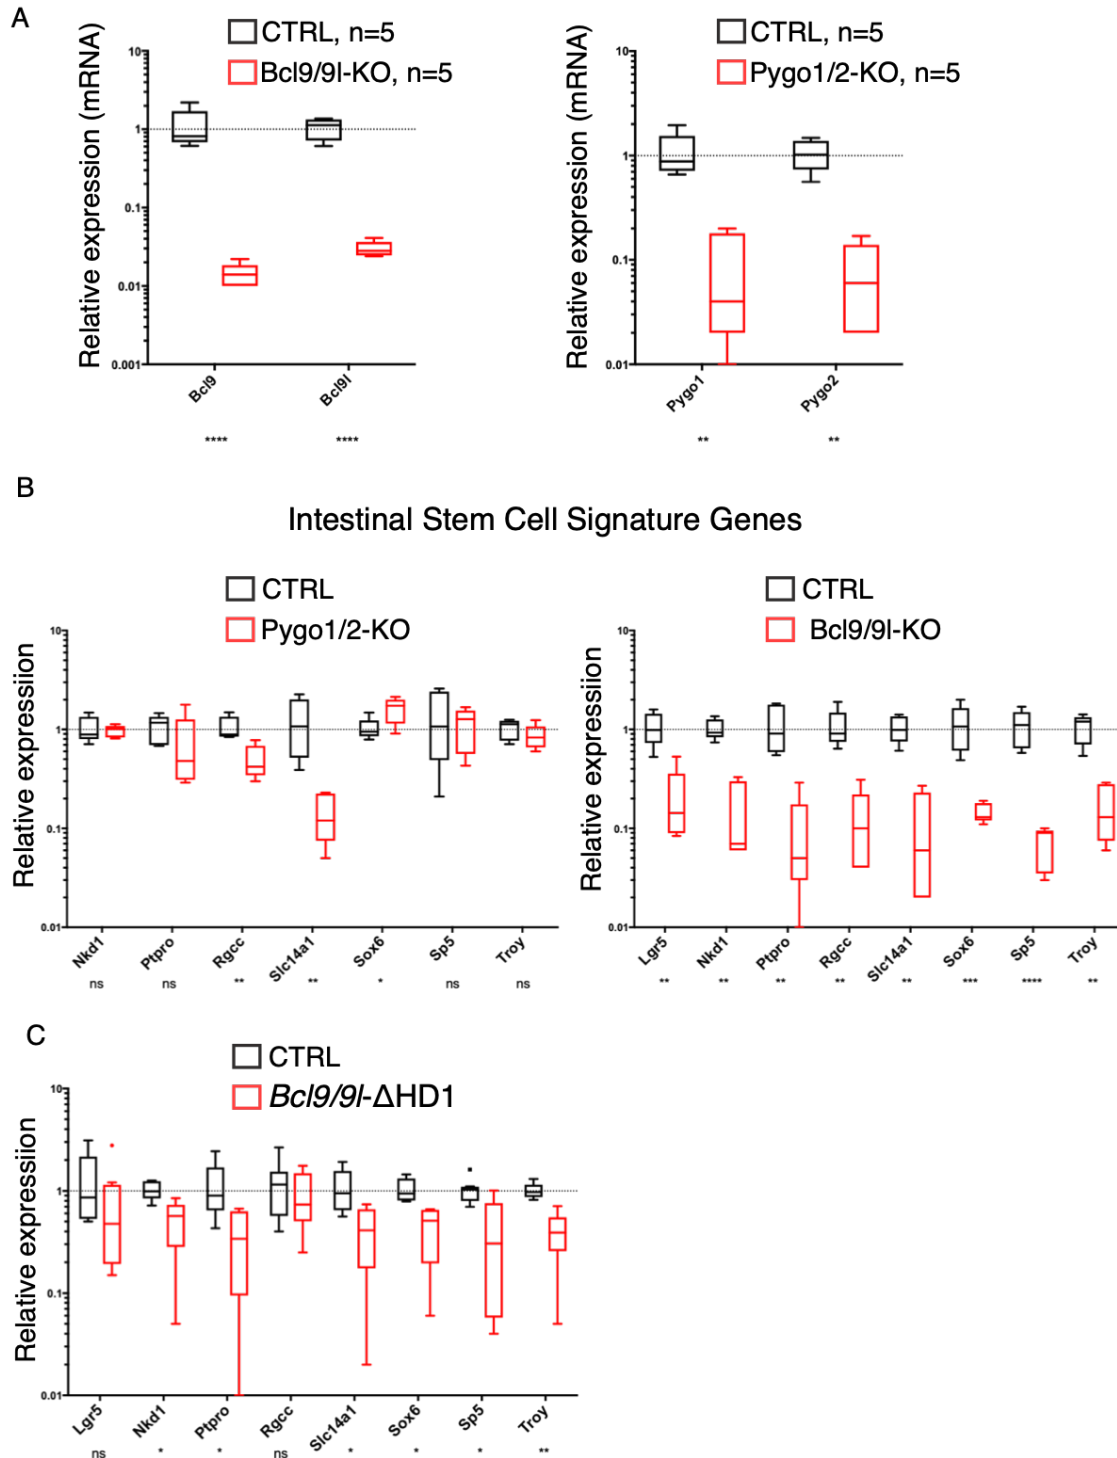 A
CTRL, n=5
Bcl9/9l-KO, n=5
Relative expression (mRNA)
10
1
0.1
0.01
0.001
Bcl9
Bcl9l
****
****
CTRL, n=5
Pygo1/2-KO, n=5
Relative expression (mRNA)
10
1
0.1
0.01
Pygo1
Pygo2
**
**
B
Intestinal Stem Cell Signature Genes
CTRL
Pygo1/2-KO
Relative expressiion
10
1
0.1
0.01
Nkd1
Ptpro
Rgcc
Slc14a1
Sox6
Sp5
Troy
ns
ns
**
**
*
ns
ns
CTRL
Bcl9/9l-KO
Relative expressiion
10
1
0.1
0.01
Lgr5
Nkd1
Ptpro
Rgcc
Slc14a1
Sox6
Sp5
Troy
**
**
**
**
**
***
****
**
C
CTRL
Bcl9/9l-ΔHD1
Relative expressiion
10
1
0.1
0.01
Lgr5
Nkd1
Ptpro
Rgcc
Slc14a1
Sox6
Sp5
Troy
ns
*
*
ns
*
*
*
**